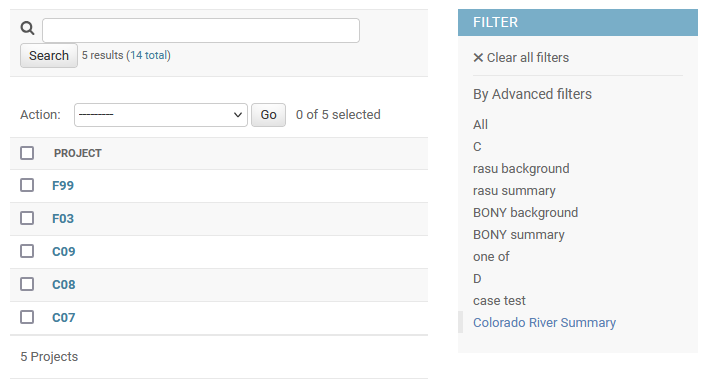 Search 5 results (14 total)
Action: --------- Go 0 of 5 selected
PROJECT
F99
F03
C09
C08
C07
5 Projects
FILTER
Clear all filters
By Advanced filters
All
C
rasu background
rasu summary
BONY background
BONY summary
one of
D
case test
Colorado River Summary